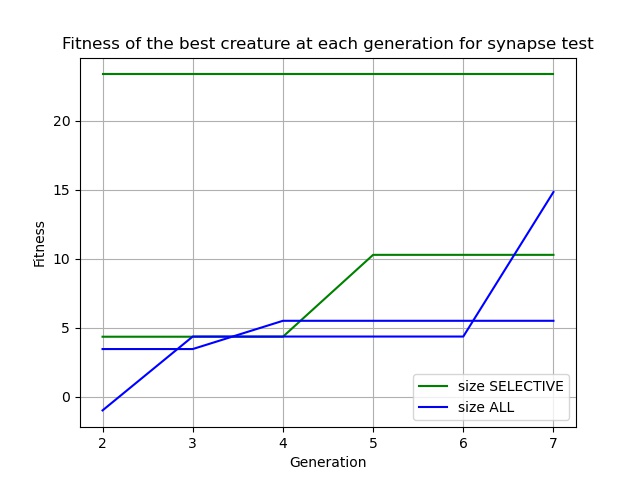 Fitness of the best creature at each generation for synapse test
Fitness
20
15
10
5
0
2 3 4 5 6 7
Generation
size SELECTIVE
size ALL